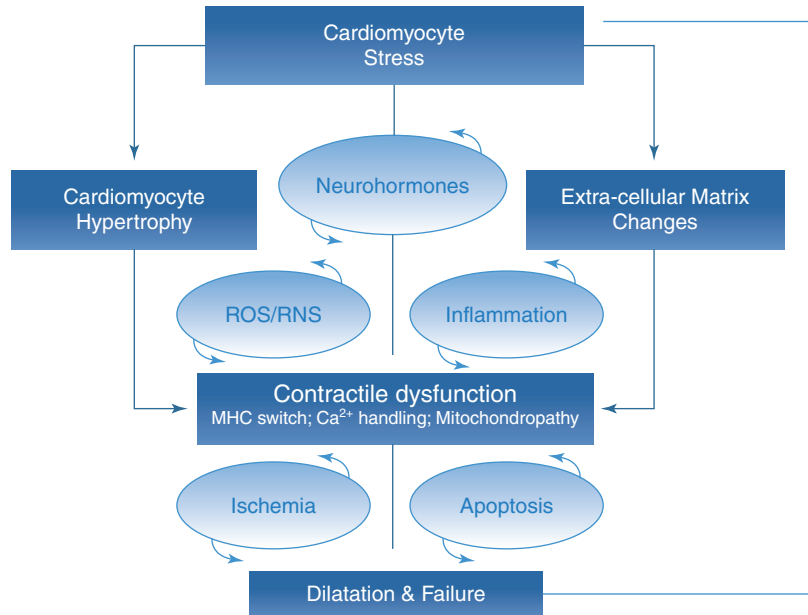 Cardiomyocyte
Stress
Neurohormones
Cardiomyocyte
Hypertrophy
Extra-cellular Matrix
Changes
ROS/RNS
Inflammation
Contractile dysfunction
MHC switch; Ca²⁺ handling; Mitochondropathy
Ischemia
Apoptosis
Dilatation & Failure